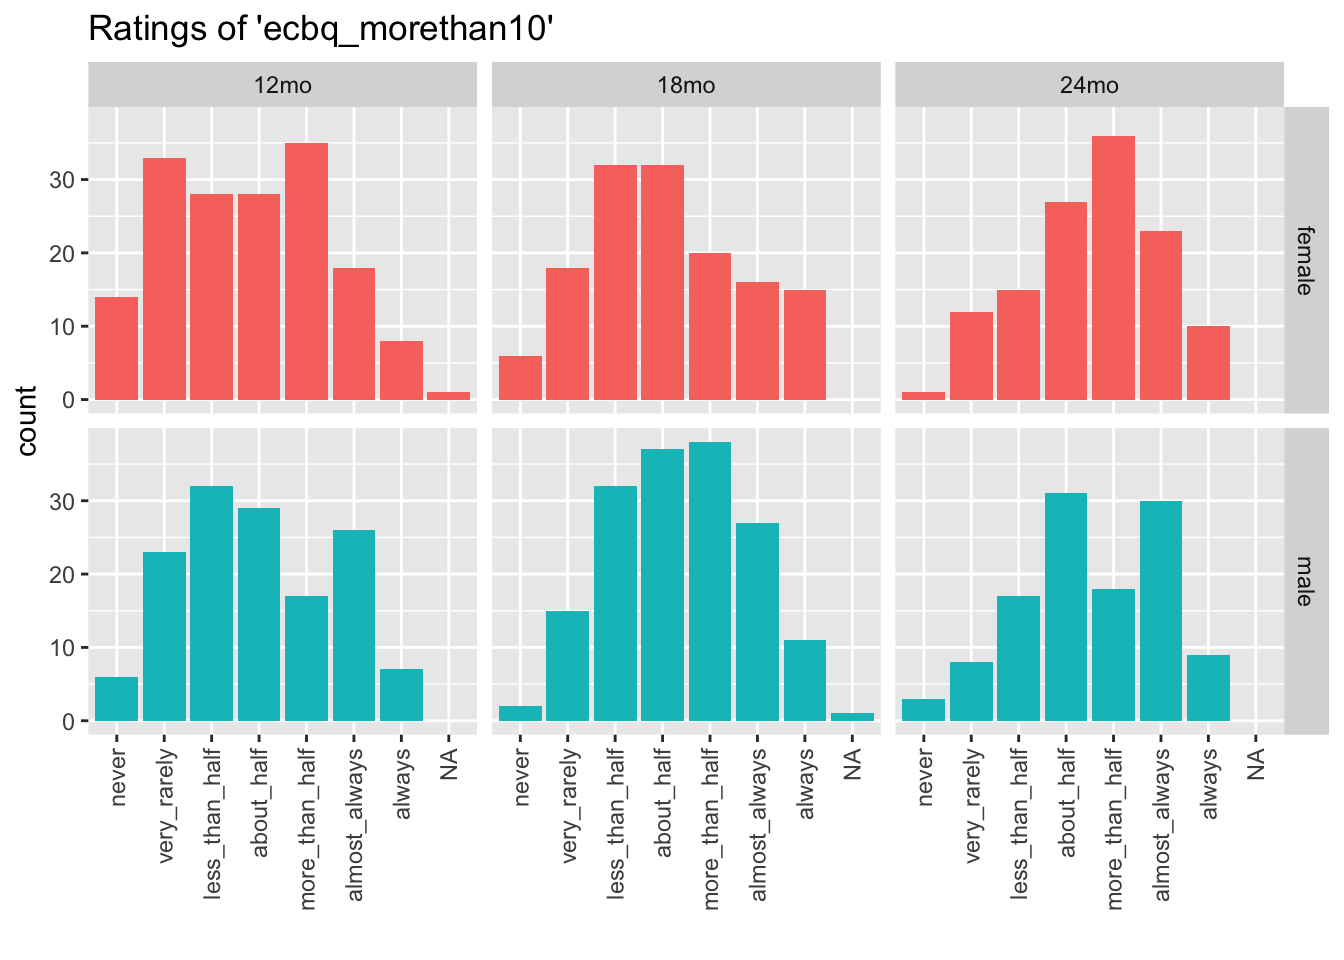 Ratings of 'ecbq_morethan10'
12mo 18mo 24mo
30
20
10
0
female
count
30
20
10
0
male
never very_rarely less_than_half about_half more_than_half almost_always always NA never very_rarely less_than_half about_half more_than_half almost_always always NA never very_rarely less_than_half about_half more_than_half almost_always always NA